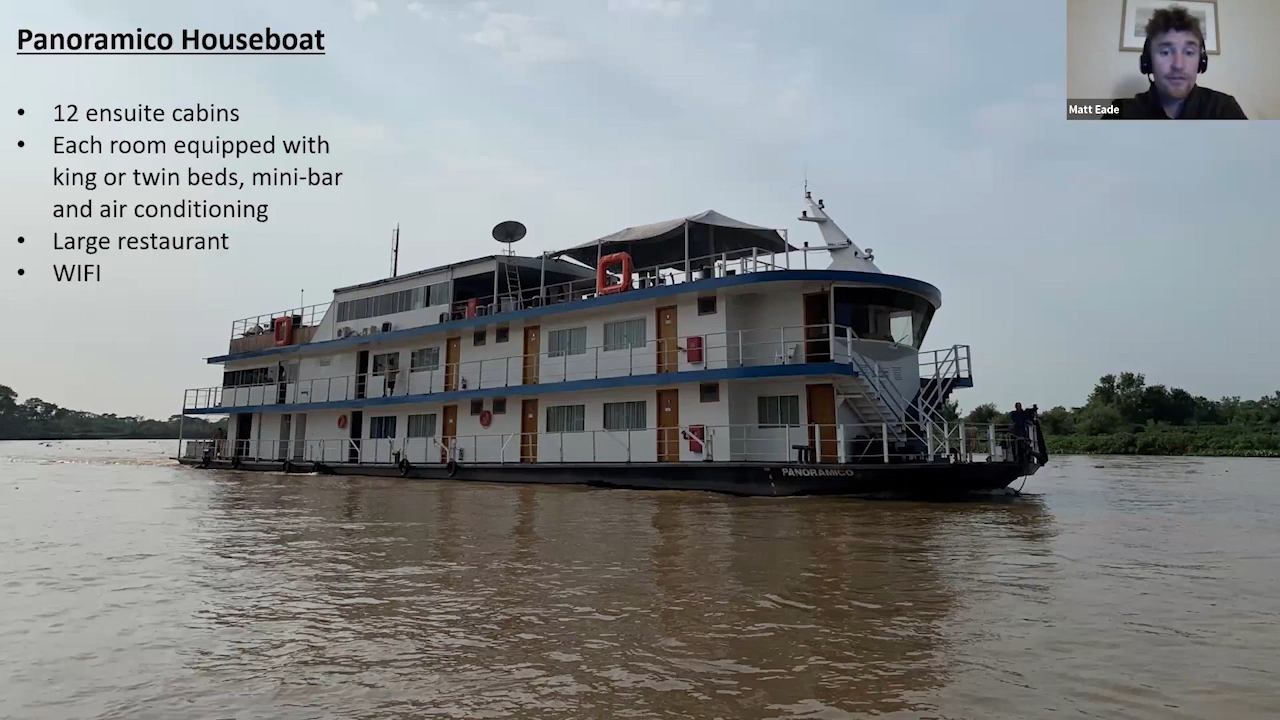 Panoramico Houseboat
• 12 ensuite cabins
• Each room equipped with
king or twin beds, mini-bar
and air conditioning
• Large restaurant
• WIFI
Matt Eade
PANORAMICO